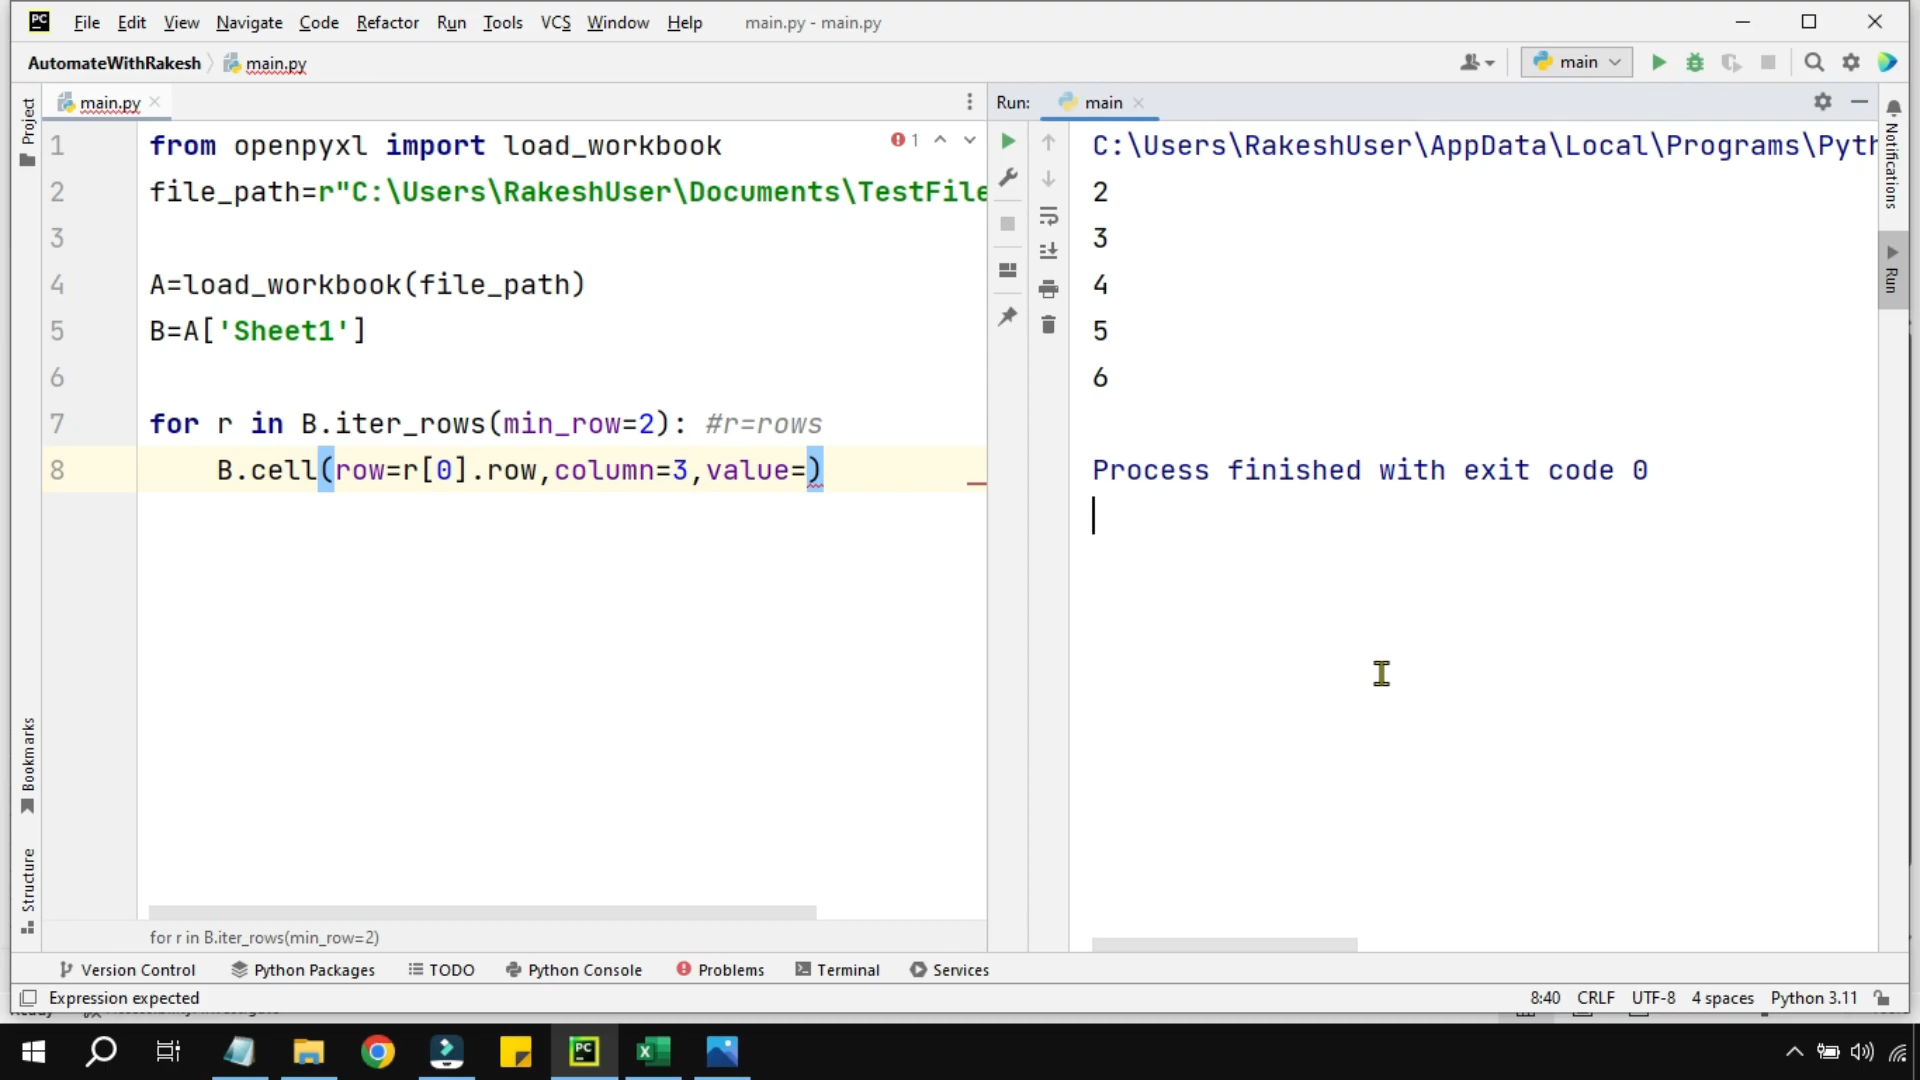 PC File Edit View Navigate Code Refactor Run Tools VCS Window Help main.py - main.py
AutomateWithRakesh main.py main
main.py Run: main
Project
Notifications
Run
Bookmarks
Structure
1 from openpyxl import load_workbook 1
2 file_path=r"C:\Users\RakeshUser\Documents\TestFile
3
4 A=load_workbook(file_path)
5 B=A['Sheet1']
6
7 for r in B.iter_rows(min_row=2): #r=rows
8 B.cell(row=r[0].row,column=3,value=)
C:\Users\RakeshUser\AppData\Local\Programs\Pyth
2
3
4
5
6
Process finished with exit code 0
for r in B.iter_rows(min_row=2)
Version Control Python Packages TODO Python Console Problems Terminal Services
Expression expected 8:40 CRLF UTF-8 4 spaces Python 3.11
PC